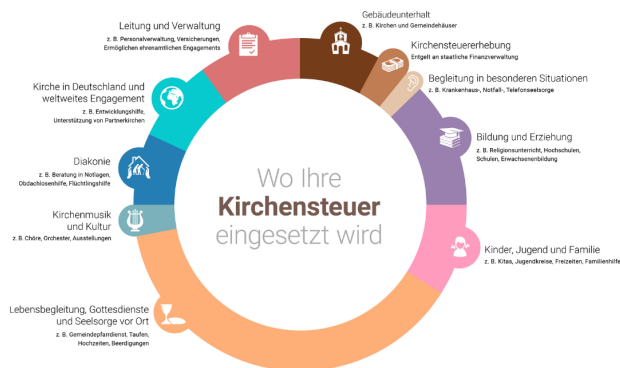 Leitung und Verwaltung
z. B. Personalverwaltung, Versicherungen,
Ermöglichen ehrenamtlichen Engagements
Gebäudeunterhalt
z. B. Kirchen und Gemeindehäuser
Kirchensteuererhebung
Entgelt an staatliche Finanzverwaltung
Begleitung in besonderen Situationen
z. B. Krankenhaus-, Notfall-, Telefonseelsorge
Kirche in Deutschland und
weltweites Engagement
z. B. Entwicklungshilfe,
Unterstützung von Partnerkirchen
Bildung und Erziehung
z. B. Religionsunterricht, Hochschulen,
Schulen, Erwachsenenbildung
Diakonie
z. B. Beratung in Notlagen,
Obdachlosenhilfe, Flüchtlingshilfe
Wo Ihre
Kirchensteuer
eingesetzt wird
Kirchenmusik
und Kultur
z. B. Chöre, Orchester, Ausstellungen
Kinder, Jugend und Familie
z. B. Kitas, Jugendkreise, Freizeiten, Familienhilfe
Lebensbegleitung, Gottesdienste
und Seelsorge vor Ort
z. B. Gemeindepfardienst, Taufen,
Hochzeiten, Beerdigungen